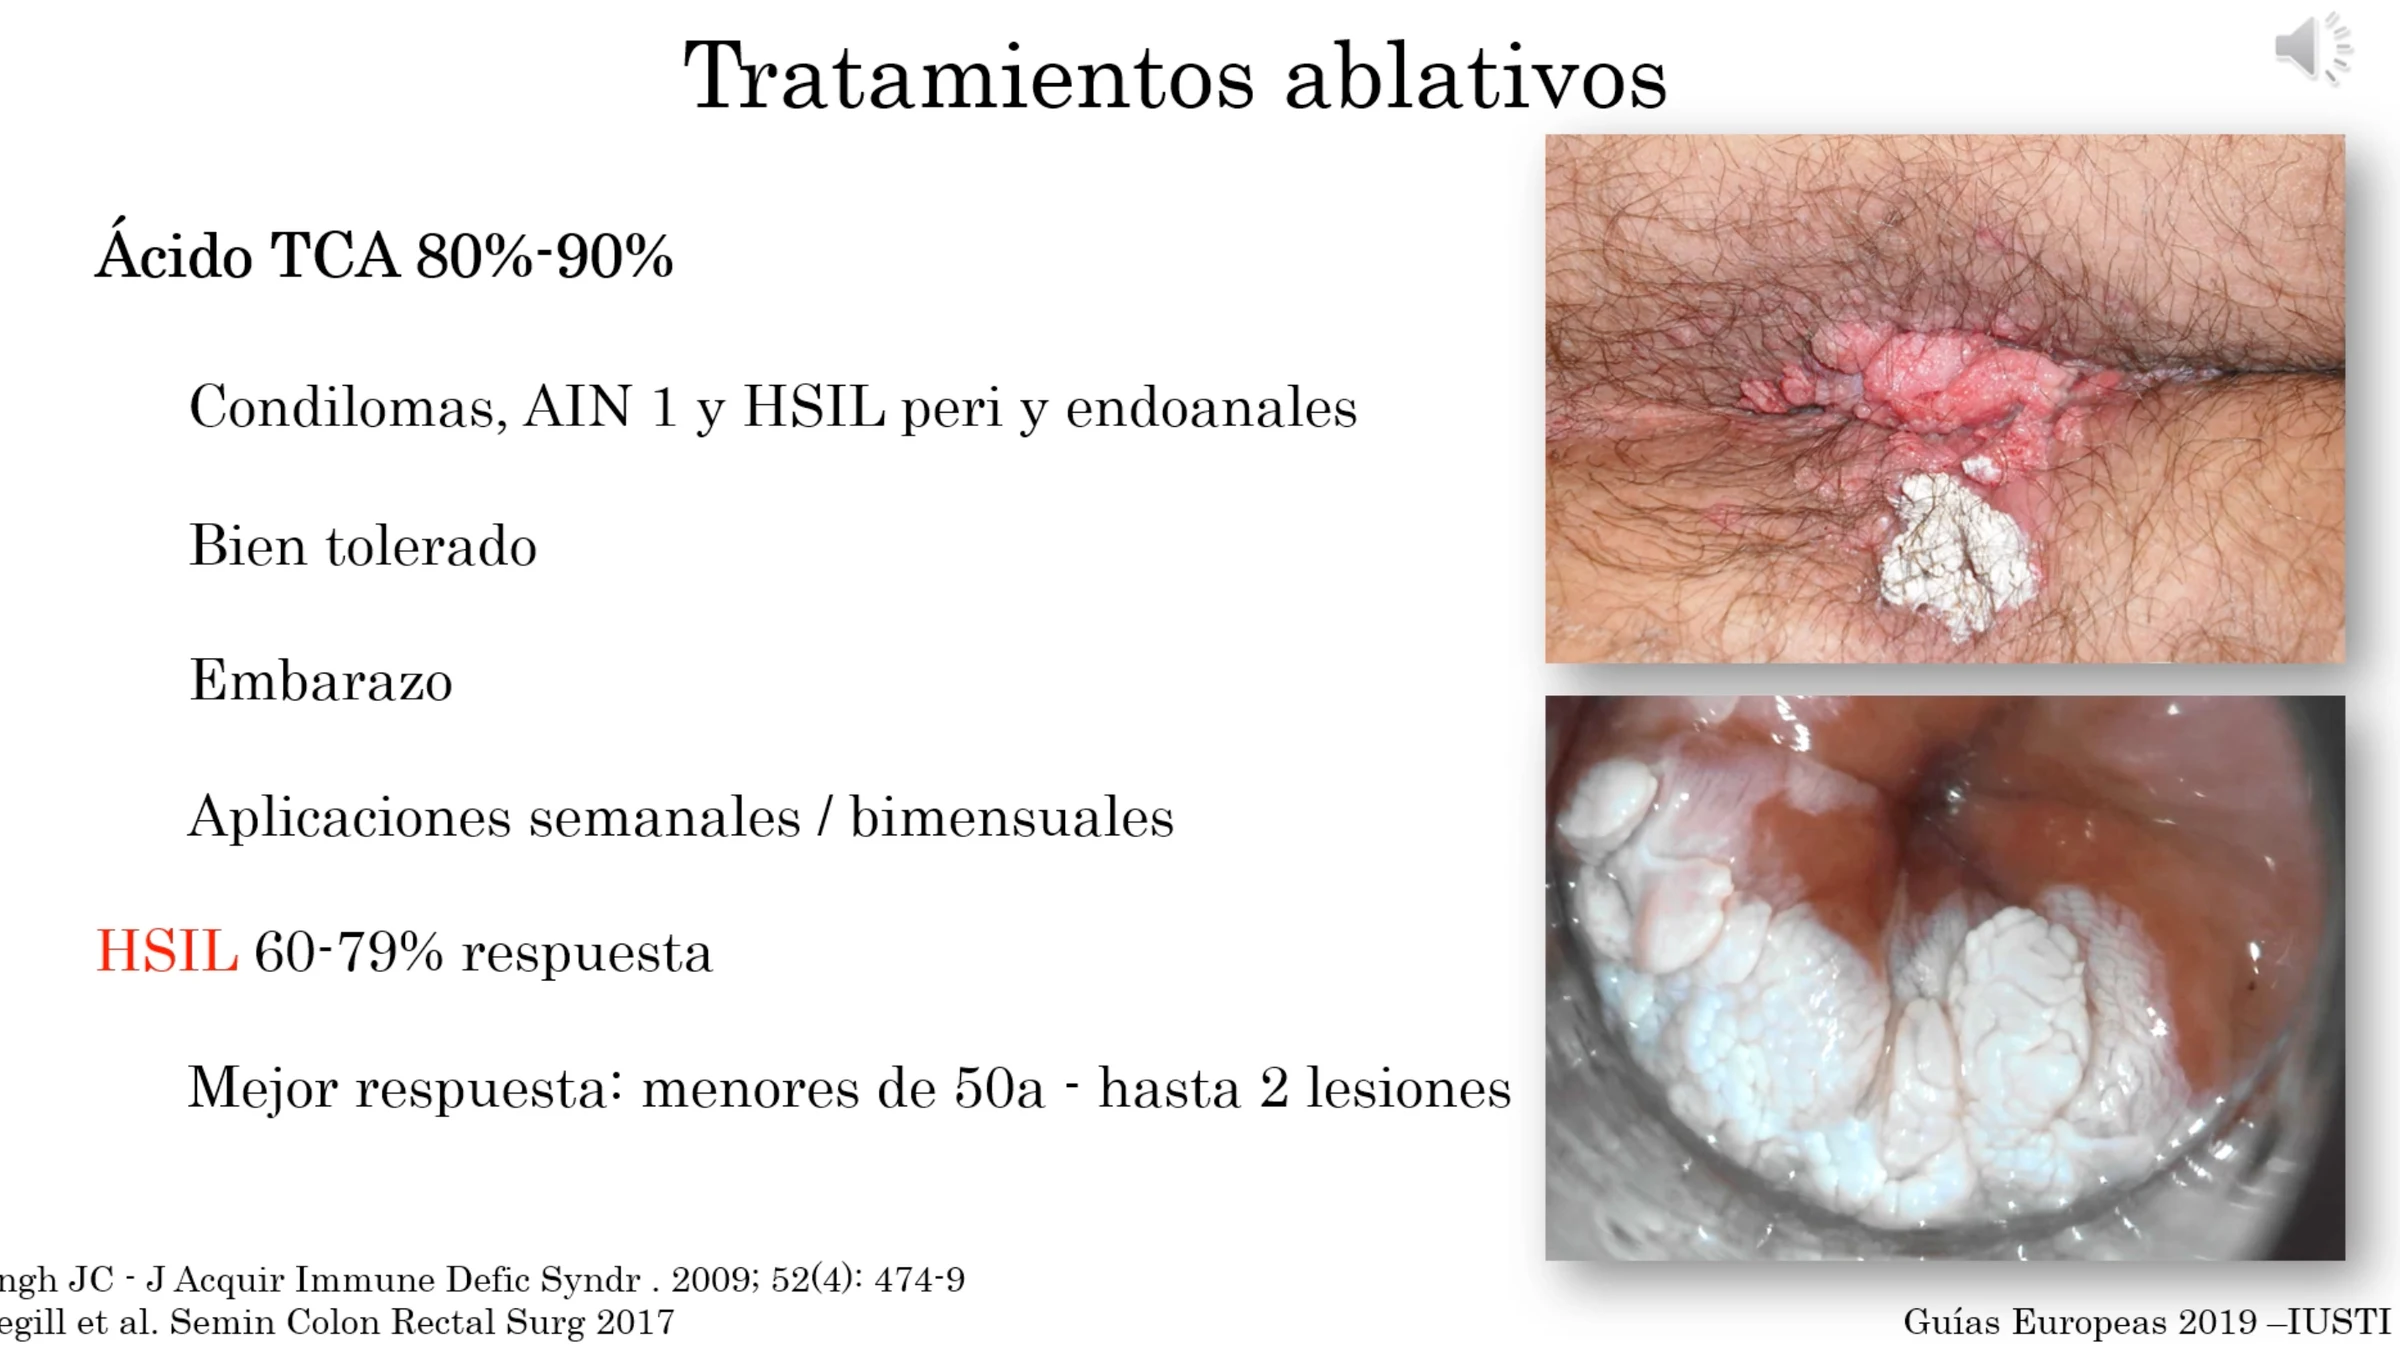 Tratamientos ablativos
Ácido TCA 80%-90%
Condilomas, AIN 1 y HSIL peri y endoanales
Bien tolerado
Embarazo
Aplicaciones semanales / bimensuales
HSIL 60-79% respuesta
Mejor respuesta: menores de 50a - hasta 2 lesiones
ngh JC - J Acquir Immune Defic Syndr . 2009; 52(4): 474-9
egill et al. Semin Colon Rectal Surg 2017
Guías Europeas 2019 –IUSTI